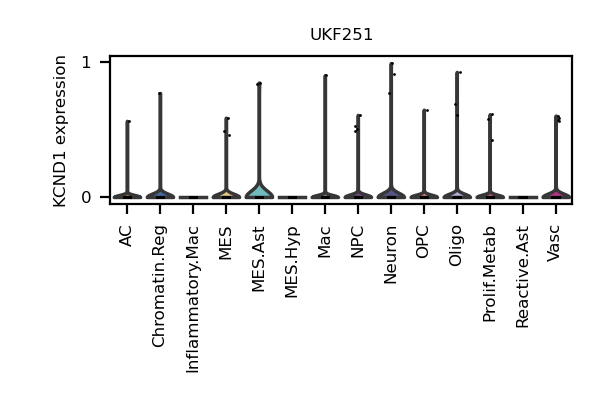 UKF251
KCND1 expression
1
0
AC
Chromatin.Reg
Inflammatory.Mac
MES
MES.Ast
MES.Hyp
Mac
NPC
Neuron
OPC
Oligo
Prolif.Metab
Reactive.Ast
Vasc